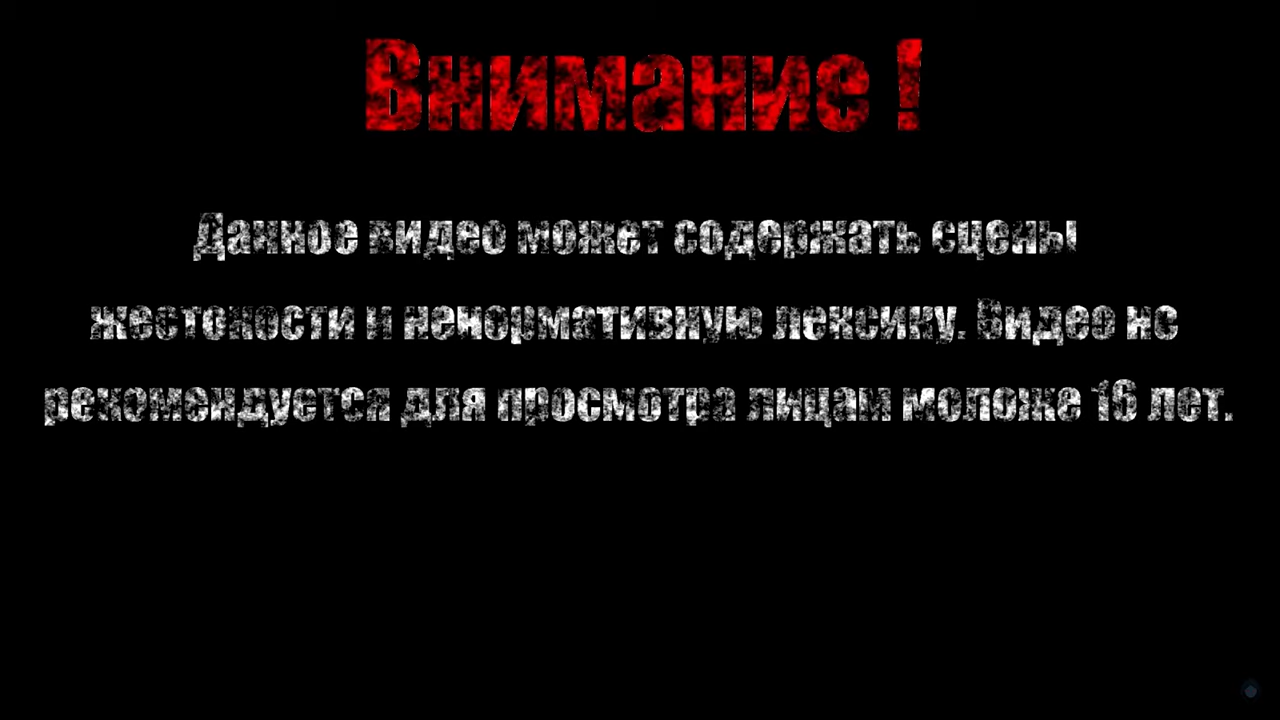 Внимание !
Данное видео может содержать сцены
жестокости и ненормативную лексику. Видео не
рекомендуется для просмотра лицам моложе 16 лет.